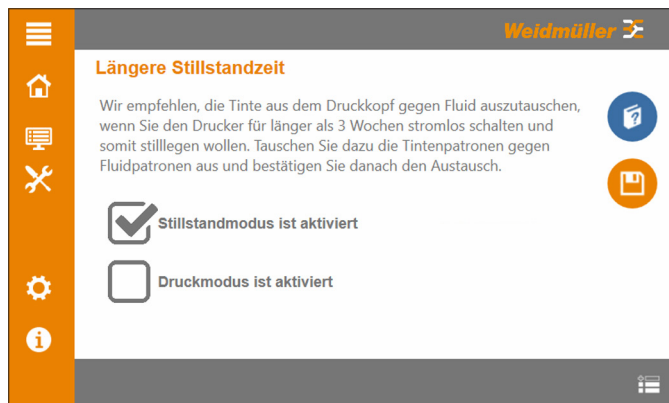 Weidmüller
Längere Stillstandzeit
Wir empfehlen, die Tinte aus dem Druckkopf gegen Fluid auszutauschen,
wenn Sie den Drucker für länger als 3 Wochen stromlos schalten und
somit stilllegen wollen. Tauschen Sie dazu die Tintenpatronen gegen
Fluidpatronen aus und bestätigen Sie danach den Austausch.
Stillstandmodus ist aktiviert
Druckmodus ist aktiviert